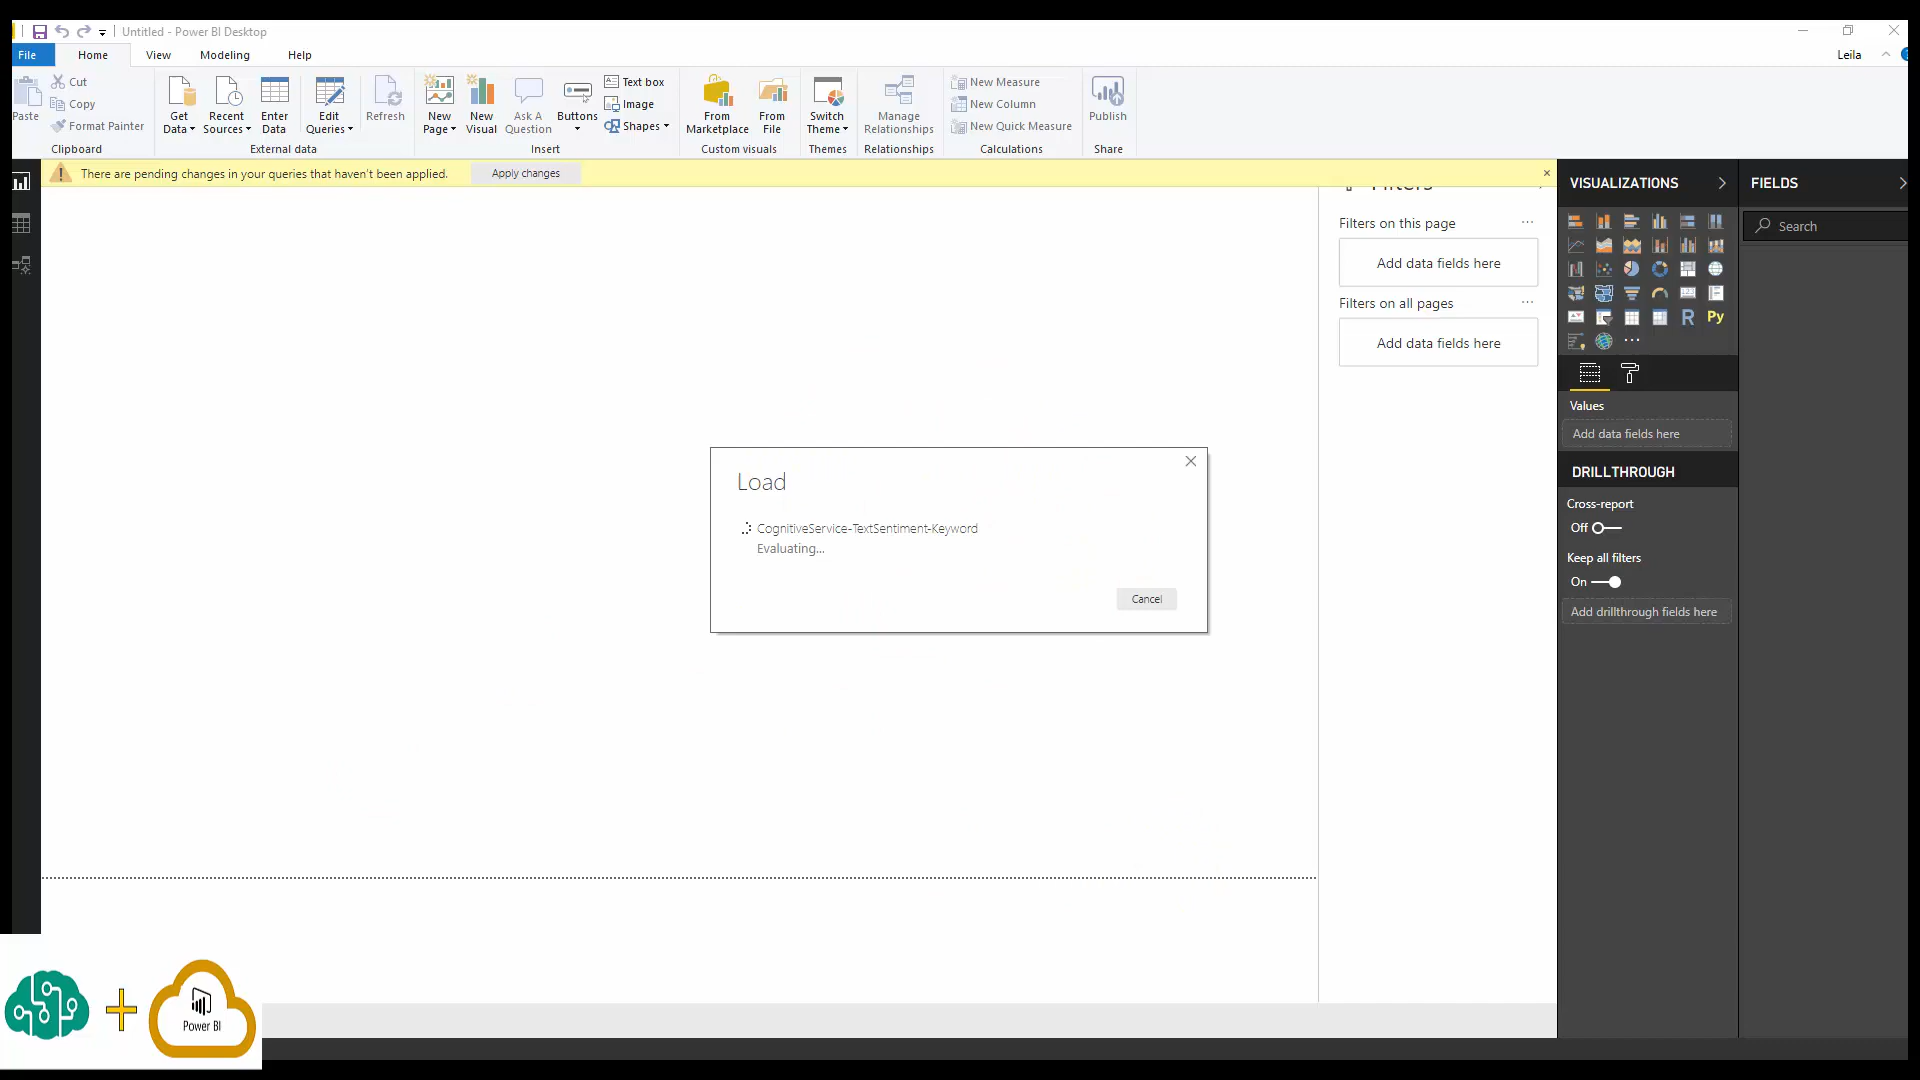 Untitled - Power BI Desktop
File
Home
View
Modeling
Help
Leila
Paste
Cut
Copy
Format Painter
Clipboard
Get Data
Recent Sources
Enter Data
Edit Queries
Refresh
External data
New Page
New Visual
Ask A Question
Buttons
Text box
Image
Shapes
Insert
From Marketplace
From File
Custom visuals
Switch Theme
Themes
Manage Relationships
Relationships
New Measure
New Column
New Quick Measure
Calculations
Publish
Share
There are pending changes in your queries that haven't been applied.
Apply changes
Filters on this page
Add data fields here
Filters on all pages
Add data fields here
VISUALIZATIONS
R
Py
Values
Add data fields here
DRILLTHROUGH
Cross-report
Off
Keep all filters
On
Add drillthrough fields here
FIELDS
Search
Load
CognitiveService-TextSentiment-Keyword
Evaluating...
Cancel
Power BI